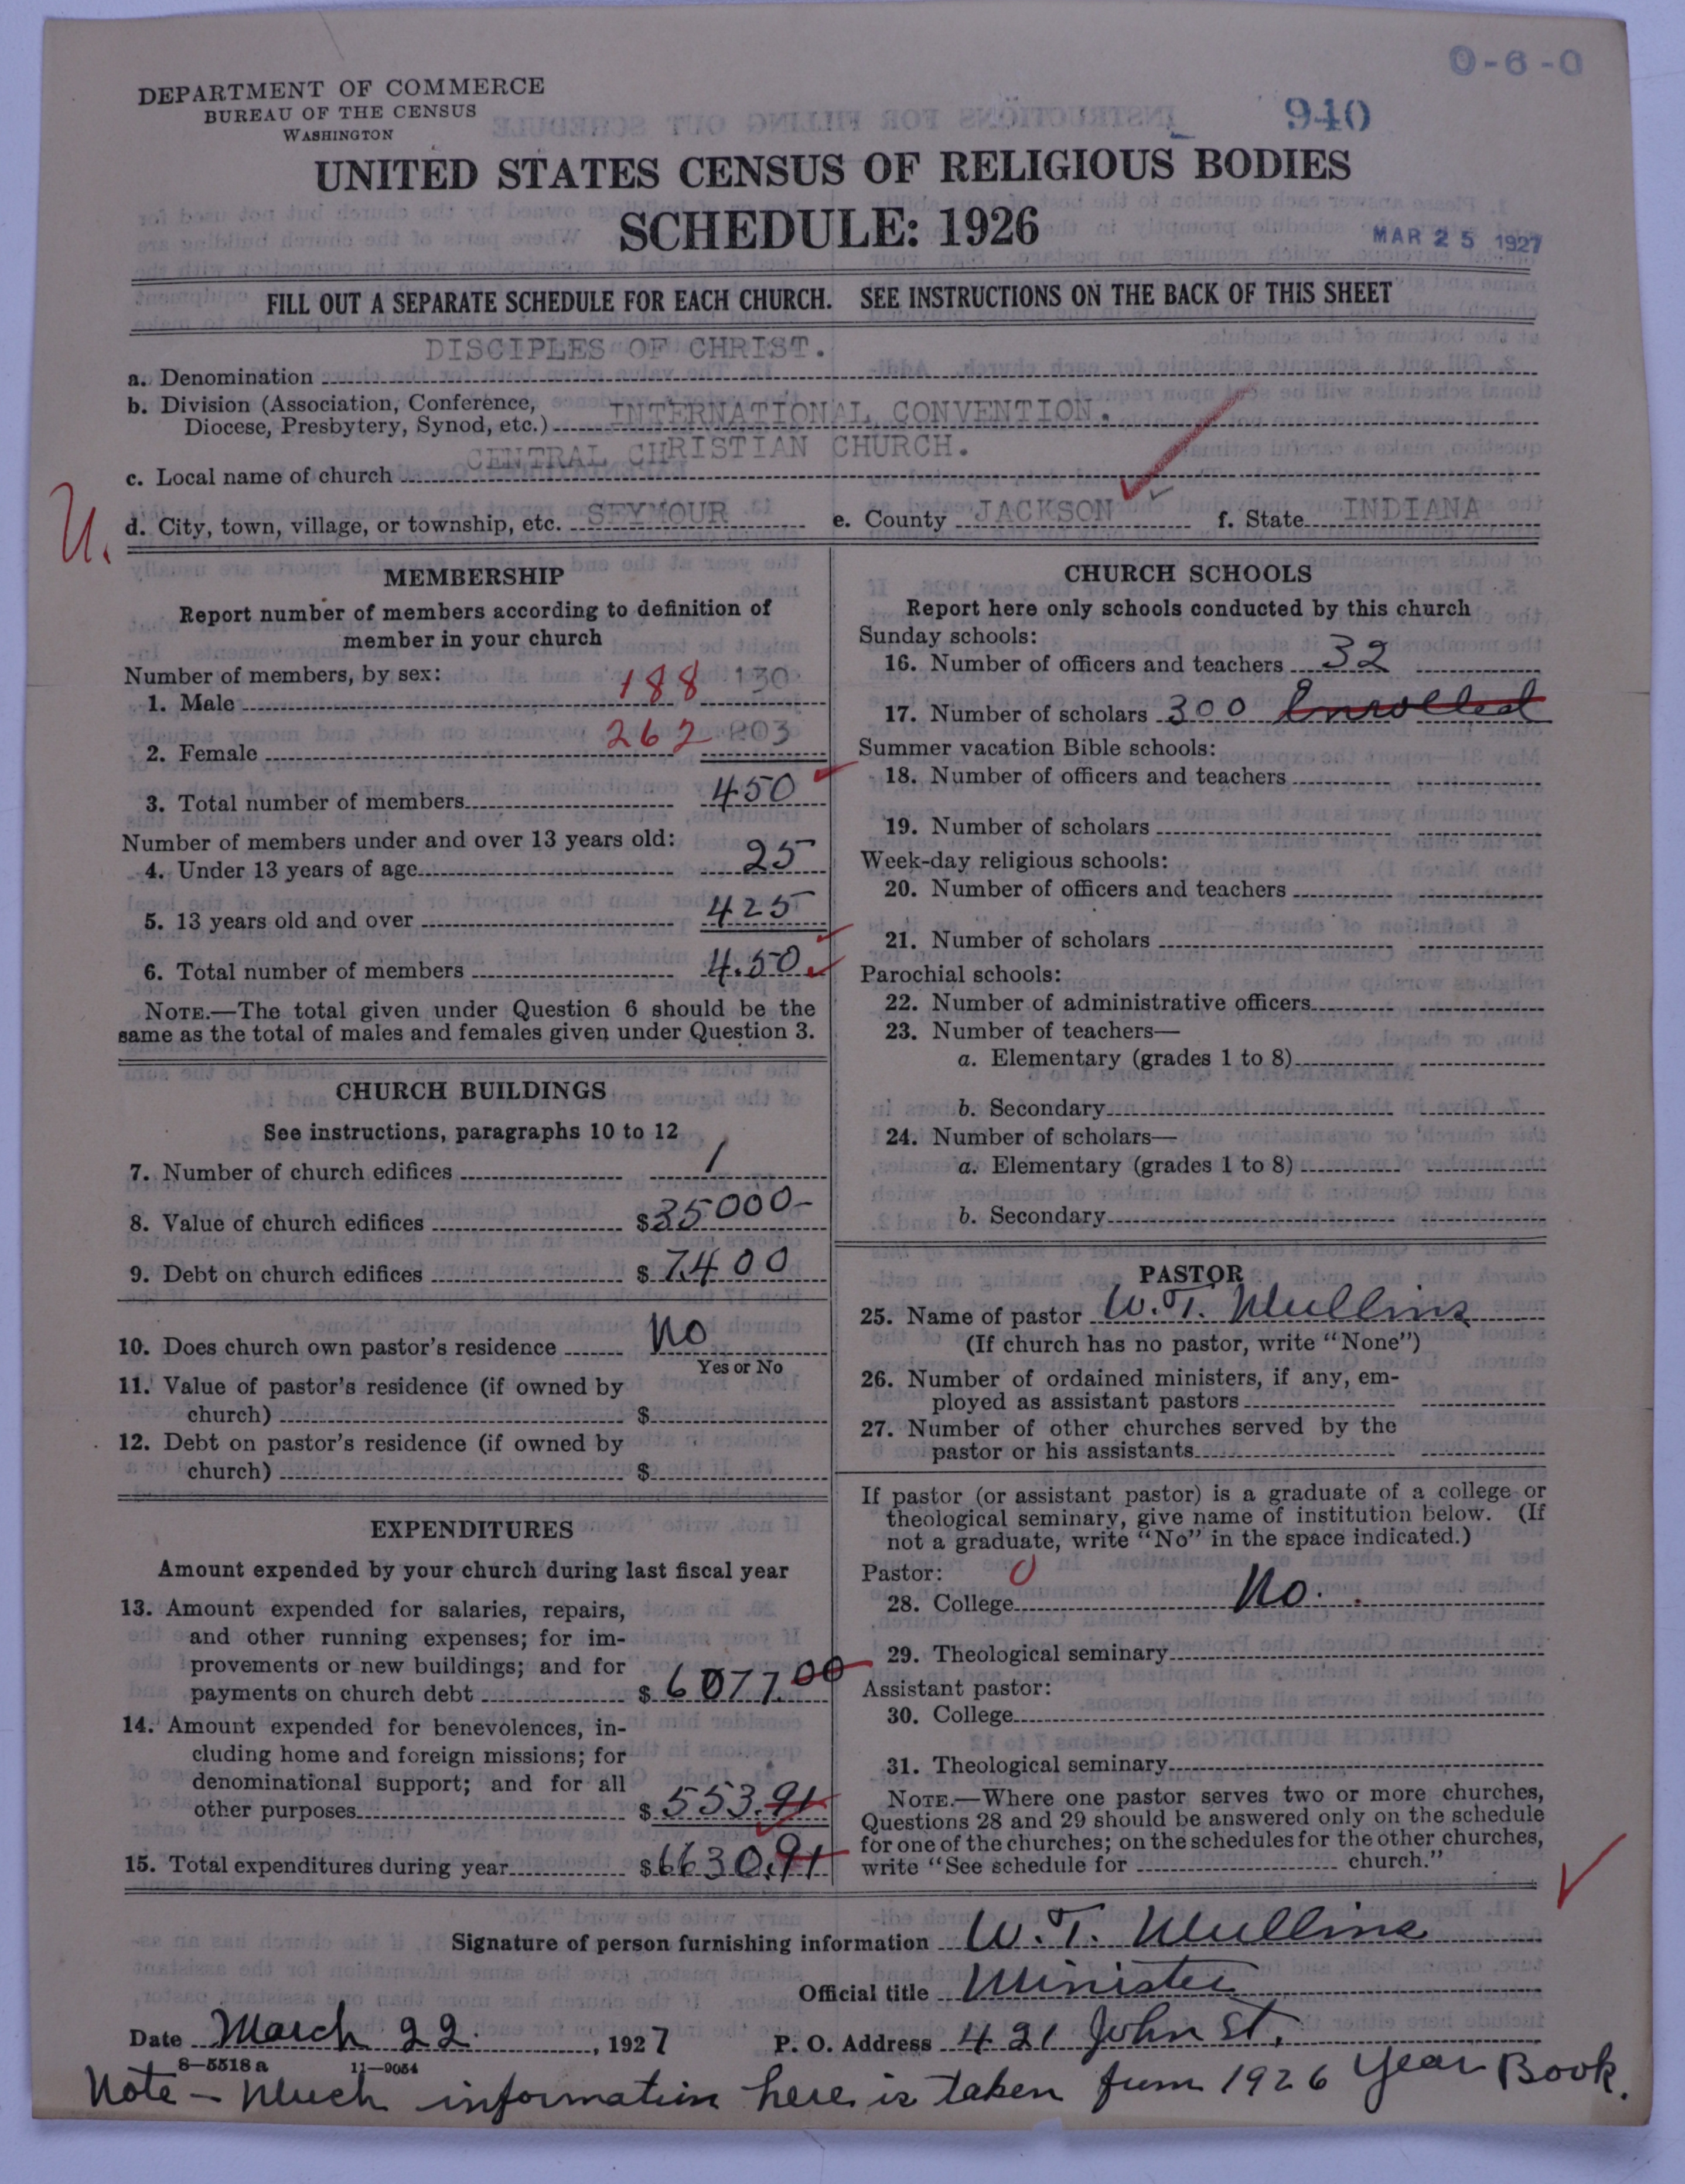 0-6-0
DEPARTMENT OF COMMERCE
BUREAU OF THE CENSUS
WASHINGTON
940
UNITED STATES CENSUS OF RELIGIOUS BODIES
SCHEDULE: 1926
MAR 25 1927
FILL OUT A SEPARATE SCHEDULE FOR EACH CHURCH. SEE INSTRUCTIONS ON THE BACK OF THIS SHEET
a. Denomination DISCIPLES OF CHRIST.
b. Division (Association, Conference,
Diocese, Presbytery, Synod, etc.) INTERNATIONAL CONVENTION.
c. Local name of church CENTRAL CHRISTIAN CHURCH.
U. d. City, town, village, or township, etc. SEYMOUR e. County JACKSON f. State INDIANA
MEMBERSHIP
Report number of members according to definition of
member in your church
Number of members, by sex:
1. Male 188 130
2. Female 262 203
3. Total number of members 450
Number of members under and over 13 years old:
4. Under 13 years of age 25
5. 13 years old and over 425
6. Total number of members 450
NOTE.—The total given under Question 6 should be the
same as the total of males and females given under Question 3.
CHURCH BUILDINGS
See instructions, paragraphs 10 to 12
7. Number of church edifices 1
8. Value of church edifices $35000-
9. Debt on church edifices $7400
10. Does church own pastor's residence No
Yes or No
11. Value of pastor's residence (if owned by
church) $
12. Debt on pastor's residence (if owned by
church) $
EXPENDITURES
Amount expended by your church during last fiscal year
13. Amount expended for salaries, repairs,
and other running expenses; for im-
provements or new buildings; and for
payments on church debt $6077.00
14. Amount expended for benevolences, in-
cluding home and foreign missions; for
denominational support; and for all
other purposes $553.91
15. Total expenditures during year $6630.91
CHURCH SCHOOLS
Report here only schools conducted by this church
Sunday schools:
16. Number of officers and teachers 32
17. Number of scholars 300 Enrolled
Summer vacation Bible schools:
18. Number of officers and teachers
19. Number of scholars
Week-day religious schools:
20. Number of officers and teachers
21. Number of scholars
Parochial schools:
22. Number of administrative officers
23. Number of teachers—
a. Elementary (grades 1 to 8)
b. Secondary
24. Number of scholars—
a. Elementary (grades 1 to 8)
b. Secondary
PASTOR
25. Name of pastor W. T. Mullins
(If church has no pastor, write "None")
26. Number of ordained ministers, if any, em-
ployed as assistant pastors
27. Number of other churches served by the
pastor or his assistants
If pastor (or assistant pastor) is a graduate of a college or
theological seminary, give name of institution below. (If
not a graduate, write "No" in the space indicated.)
Pastor: 0
28. College No.
29. Theological seminary
Assistant pastor:
30. College
31. Theological seminary
NOTE.—Where one pastor serves two or more churches,
Questions 28 and 29 should be answered only on the schedule
for one of the churches; on the schedules for the other churches,
write "See schedule for church."
Signature of person furnishing information W. T. Mullins
Official title Minister
Date March 22. , 1927 P. O. Address 421 John St.
8—5518 a 11—9054
Note - Much information here is taken from 1926 Year Book.